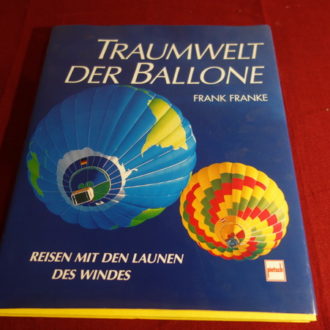 TRAUMWELT
DER BALLONE
FRANK FRANKE
REISEN MIT DEN LAUNEN
DES WINDES
pietsch